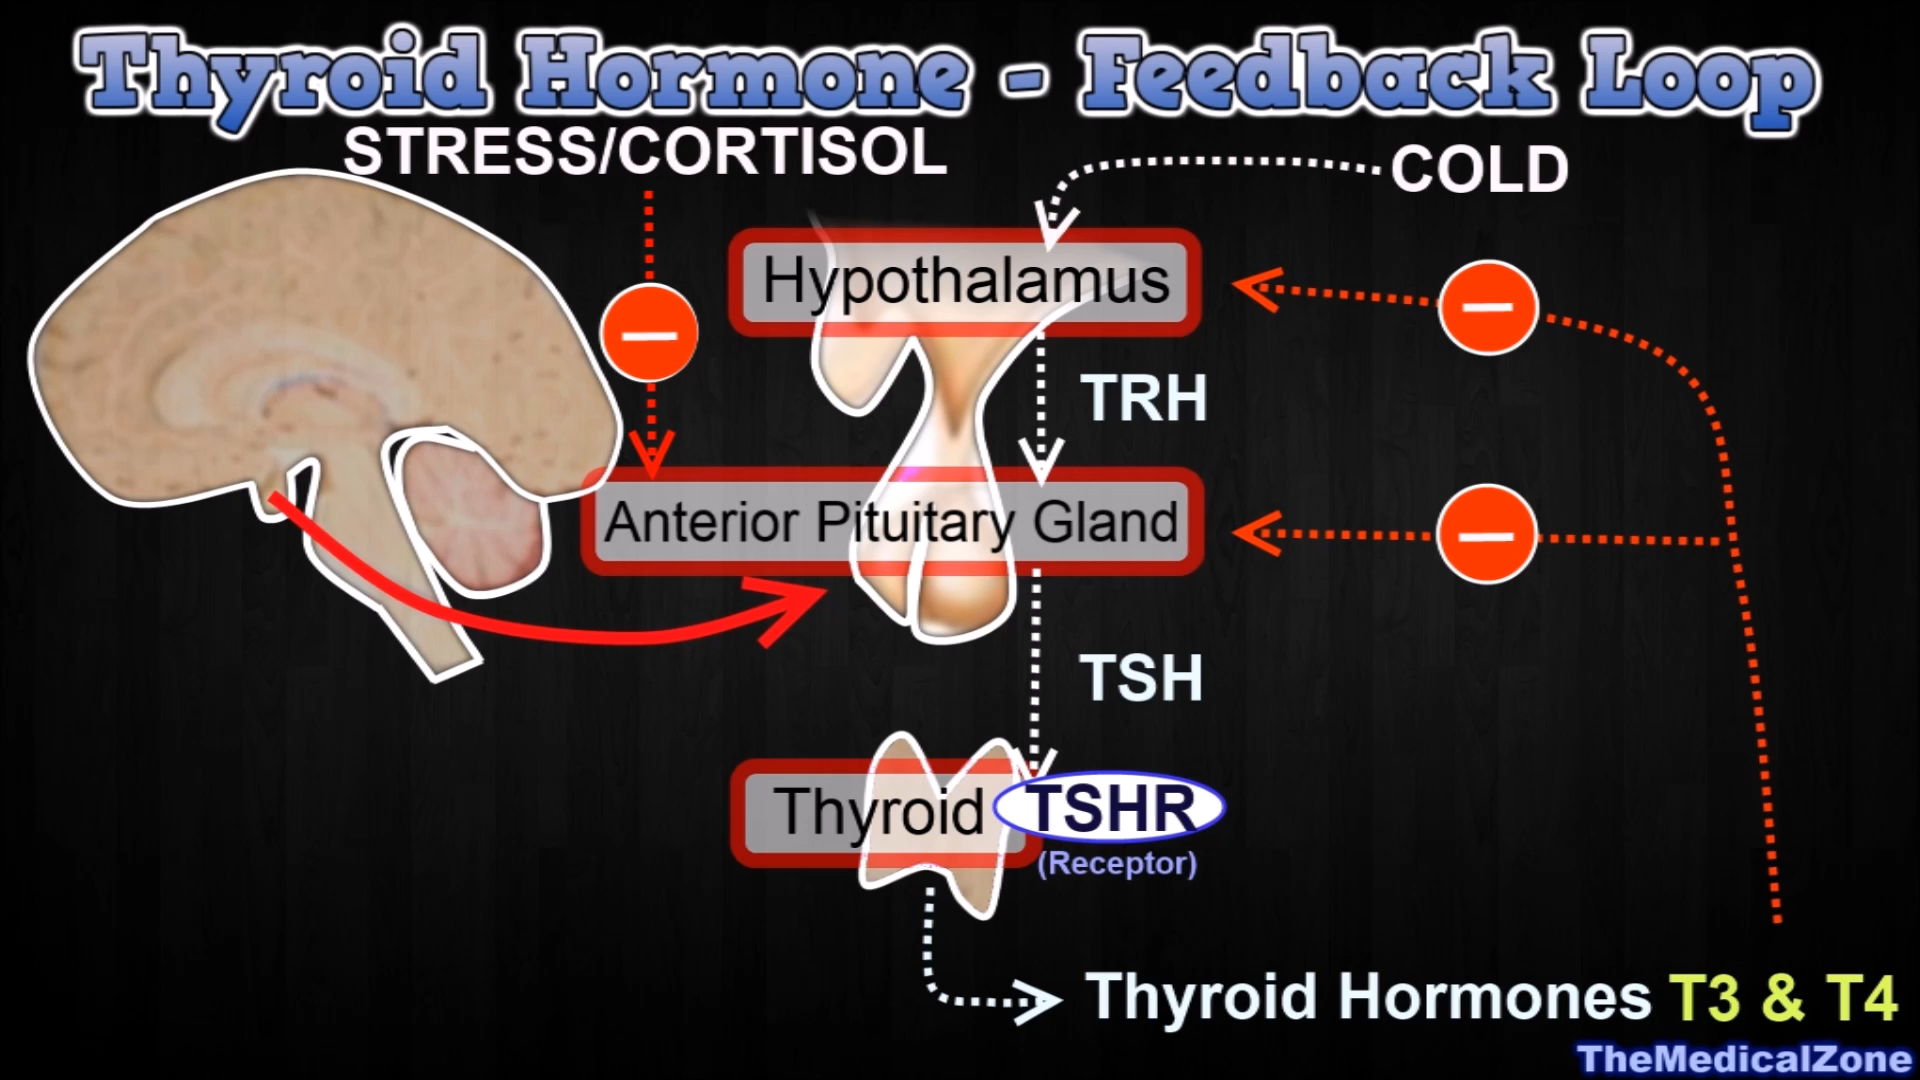 Thyroid Hormone - Feedback Loop
STRESS/CORTISOL
COLD
Hypothalamus
TRH
Anterior Pituitary Gland
TSH
Thyroid
TSHR
(Receptor)
Thyroid Hormones T3 & T4
TheMedicalZone